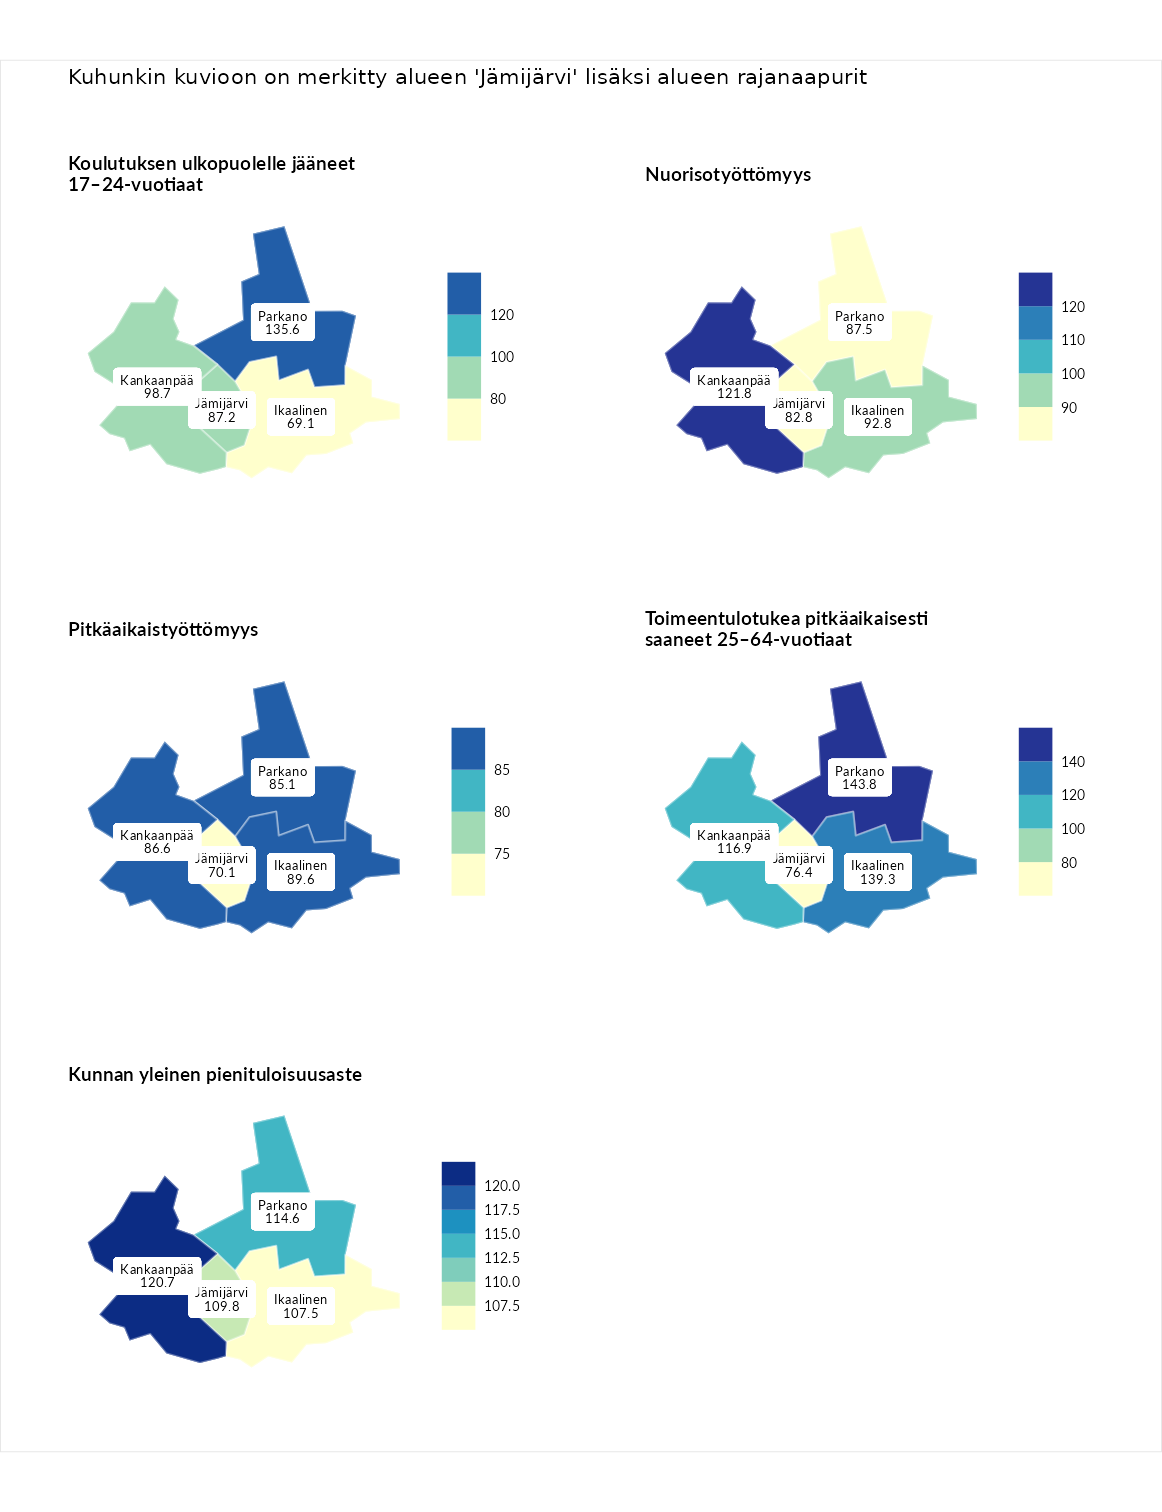 Kuhunkin kuvioon on merkitty alueen 'Jämijärvi' lisäksi alueen rajanaapurit
Koulutuksen ulkopuolelle jääneet
17–24-vuotiaat
Parkano
135.6
Kankaanpää
98.7
Jämijärvi
87.2
Ikaalinen
69.1
120
100
80
Nuorisotyöttömyys
Parkano
87.5
Kankaanpää
121.8
Jämijärvi
82.8
Ikaalinen
92.8
120
110
100
90
Pitkäaikaistyöttömyys
Parkano
85.1
Kankaanpää
86.6
Jämijärvi
70.1
Ikaalinen
89.6
85
80
75
Toimeentulotukea pitkäaikaisesti
saaneet 25–64-vuotiaat
Parkano
143.8
Kankaanpää
116.9
Jämijärvi
76.4
Ikaalinen
139.3
140
120
100
80
Kunnan yleinen pienituloisuusaste
Parkano
114.6
Kankaanpää
120.7
Jämijärvi
109.8
Ikaalinen
107.5
120.0
117.5
115.0
112.5
110.0
107.5